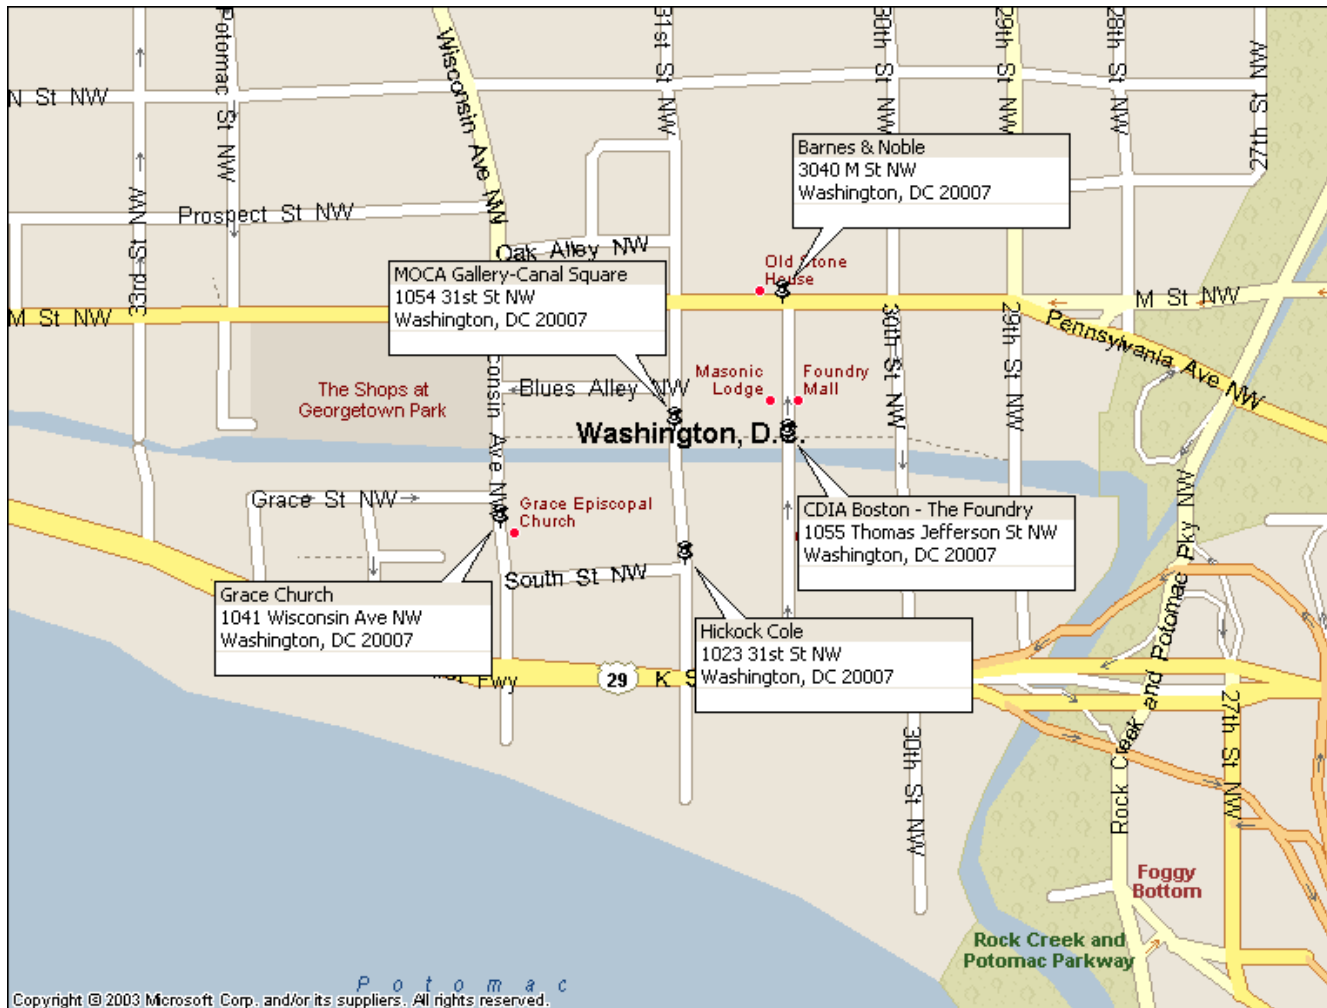 31st St NW
30th St NW
29th St NW
28th St NW
27th St NW
Potomac St NW
Wisconsin Ave NW
N St NW
33rd St NW
Prospect St NW
Oak Alley NW
Barnes & Noble
3040 M St NW
Washington, DC 20007
Old Stone
House
MOCA Gallery-Canal Square
1054 31st St NW
Washington, DC 20007
M St NW
M St NW
Pennsylvania Ave NW
30th St NW
29th St NW
The Shops at
Georgetown Park
consin Ave NW
Blues Alley NW
Masonic
Lodge
Foundry
Mall
Washington, D.C.
Grace St NW
Grace Episcopal
Church
CDIA Boston - The Foundry
1055 Thomas Jefferson St NW
Washington, DC 20007
South St NW
Grace Church
1041 Wisconsin Ave NW
Washington, DC 20007
Hickock Cole
1023 31st St NW
Washington, DC 20007
Fwy
29
K S
Rock Creek and Potomac Pky NW
27th St NW
30th St NW
Foggy
Bottom
Rock Creek and
Potomac Parkway
Potomac
Copyright © 2003 Microsoft Corp. and/or its suppliers. All rights reserved.